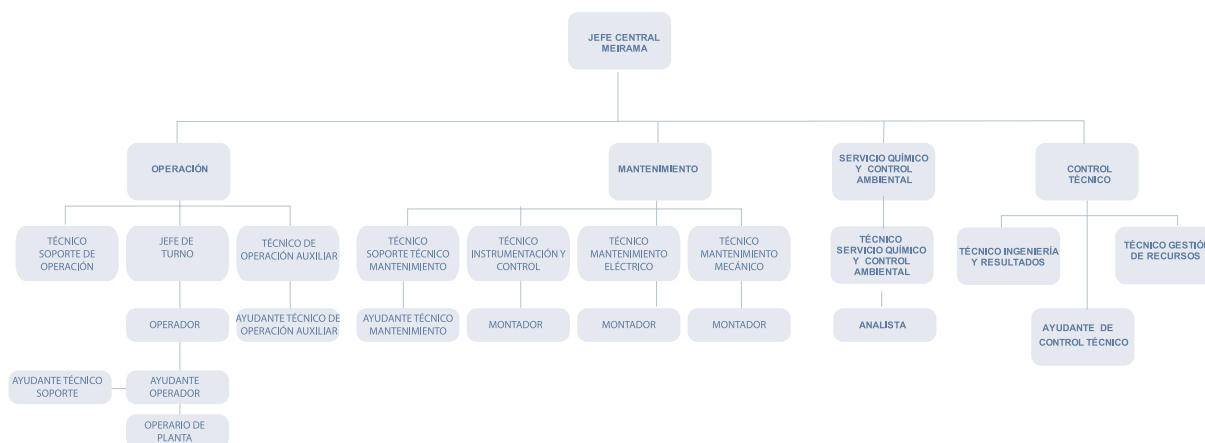 JEFE CENTRAL
MEIRAMA
OPERACIÓN
MANTENIMIENTO
SERVICIO QUÍMICO
Y CONTROL
AMBIENTAL
CONTROL
TÉCNICO
TÉCNICO
SOPORTE DE
OPERACIÓN
JEFE DE
TURNO
TÉCNICO DE
OPERACIÓN AUXILIAR
TÉCNICO
SOPORTE TÉCNICO
MANTENIMIENTO
TÉCNICO
INSTRUMENTACIÓN Y
CONTROL
TÉCNICO
MANTENIMIENTO
ELÉCTRICO
TÉCNICO
MANTENIMIENTO
MECÁNICO
TÉCNICO
SERVICIO QUÍMICO
Y CONTROL
AMBIENTAL
TÉCNICO INGENIERÍA
Y RESULTADOS
TÉCNICO GESTIÓN
DE RECURSOS
OPERADOR
AYUDANTE TÉCNICO DE
OPERACIÓN AUXILIAR
AYUDANTE TÉCNICO
MANTENIMIENTO
MONTADOR
MONTADOR
MONTADOR
ANALÍSTA
AYUDANTE DE
CONTROL TÉCNICO
AYUDANTE TÉCNÍCO
SOPORTE
AYUDANTE
OPERADOR
OPERARIO DE
PLANTA